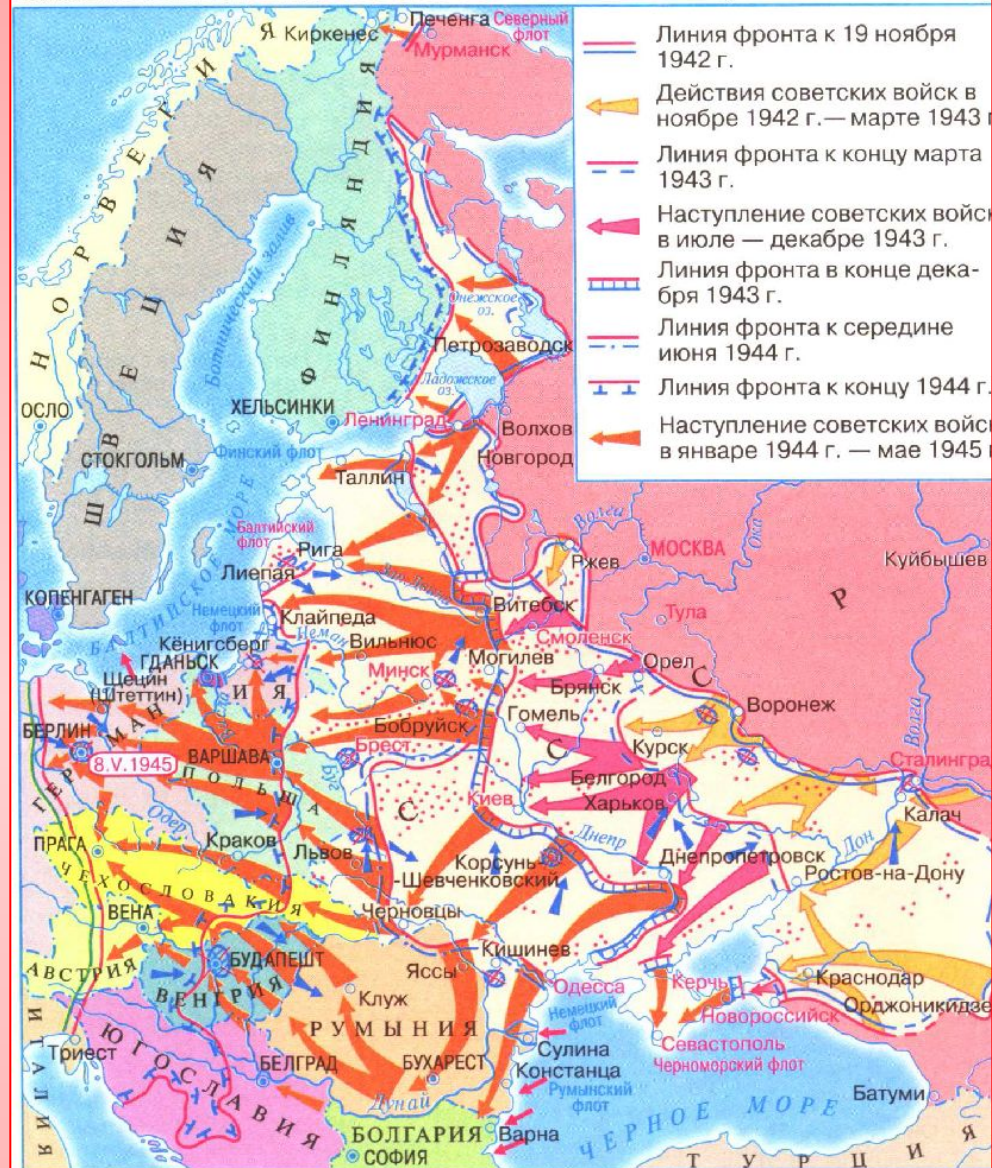 Линия фронта к 19 ноября
1942 г.
Действия советских войск в
ноябре 1942 г.— марте 1943 г
Линия фронта к концу марта
1943 г.
Наступление советских войск
в июле — декабре 1943 г.
Линия фронта в конце дека-
бря 1943 г.
Линия фронта к середине
июня 1944 г.
Линия фронта к концу 1944 г.
Наступление советских войск
в январе 1944 г. — мае 1945 г
Печенга
Северный
флот
Киркенес
Мурманск
НОРВЕГИЯ
ШВЕЦИЯ
ФИНЛЯНДИЯ
Ботнический залив
Онежское
оз.
Петрозаводск
Ладожское
оз.
ОСЛО
ХЕЛЬСИНКИ
Ленинград
Волхов
СТОКГОЛЬМ
Финский флот
Новгород
Таллин
Балтийский
флот
Рига
Лиепая
Зап. Двина
Волга
Ока
Ржев
МОСКВА
Куйбышев
КОПЕНГАГЕН
БАЛТИЙСКОЕ МОРЕ
Немецкий
флот
Клайпеда
Неман
Витебск
Смоленск
Тула
СССР
Кёнигсберг
Вильнюс
Минск
Могилев
Орел
ГДАНЬСК
Щецин
(Штеттин)
Брянск
Воронеж
Волга
БЕРЛИН
8.V.1945
ГЕРМАНИЯ
ВАРШАВА
ПОЛЬША
Буг
Бобруйск
Брест
Гомель
Курск
Белгород
Харьков
Сталинград
Калач
Киев
Одер
Краков
Львов
Днепр
Дон
ПРАГА
ЧЕХОСЛОВАКИЯ
Корсунь
-Шевченковский
Днепропетровск
Ростов-на-Дону
ВЕНА
АВСТРИЯ
Черновцы
БУДАПЕШТ
ВЕНГРИЯ
Кишинев
Яссы
Одесса
Керчь
Краснодар
Орджоникидзе
Клуж
РУМЫНИЯ
Немецкий
флот
Новороссийск
Севастополь
Черноморский флот
ИТАЛИЯ
Триест
ЮГОСЛАВИЯ
БЕЛГРАД
БУХАРЕСТ
Сулина
Констанца
Румынский
флот
Дунай
Батуми
БОЛГАРИЯ
СОФИЯ
Варна
ЧЕРНОЕ МОРЕ
ТУРЦИЯ